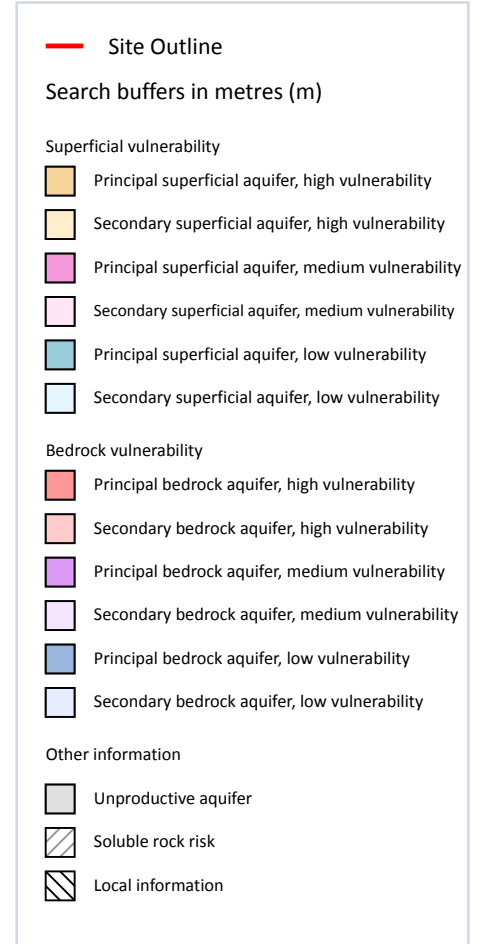 Site Outline
Search buffers in metres (m)
Superficial vulnerability
Principal superficial aquifer, high vulnerability
Secondary superficial aquifer, high vulnerability
Principal superficial aquifer, medium vulnerability
Secondary superficial aquifer, medium vulnerability
Principal superficial aquifer, low vulnerability
Secondary superficial aquifer, low vulnerability
Bedrock vulnerability
Principal bedrock aquifer, high vulnerability
Secondary bedrock aquifer, high vulnerability
Principal bedrock aquifer, medium vulnerability
Secondary bedrock aquifer, medium vulnerability
Principal bedrock aquifer, low vulnerability
Secondary bedrock aquifer, low vulnerability
Other information
Unproductive aquifer
Soluble rock risk
Local information